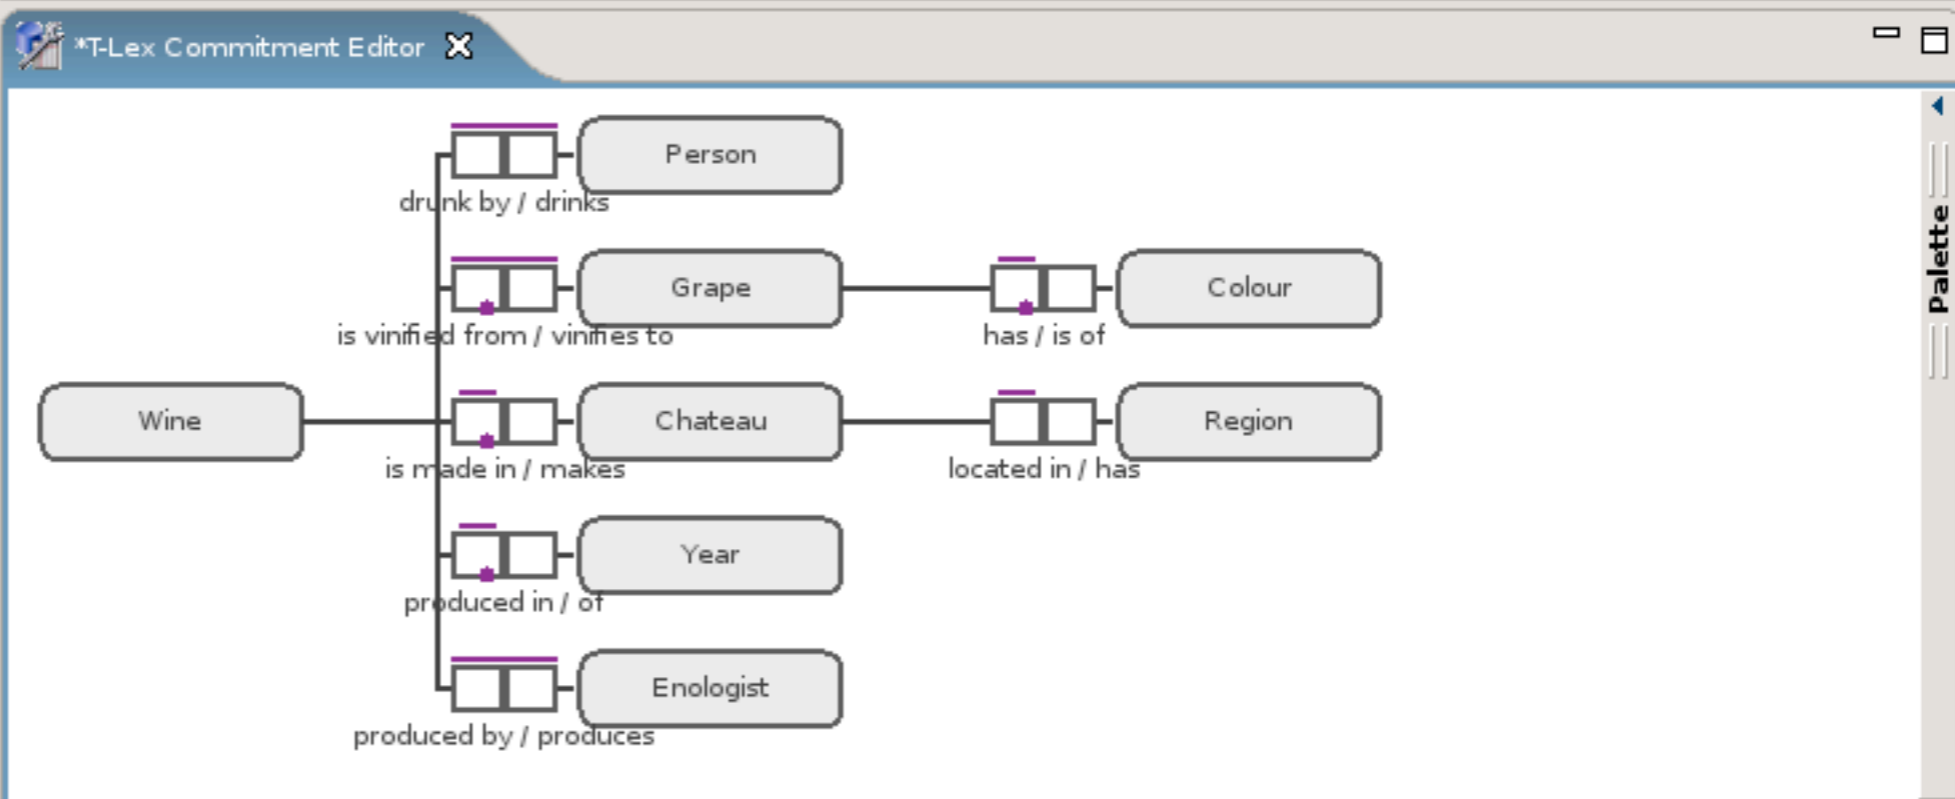 *T-Lex Commitment Editor
Person
drunk by / drinks
Grape
Colour
is vinified from / vinifies to
has / is of
Wine
Chateau
Region
is made in / makes
located in / has
Year
produced in / of
Enologist
produced by / produces
Palette